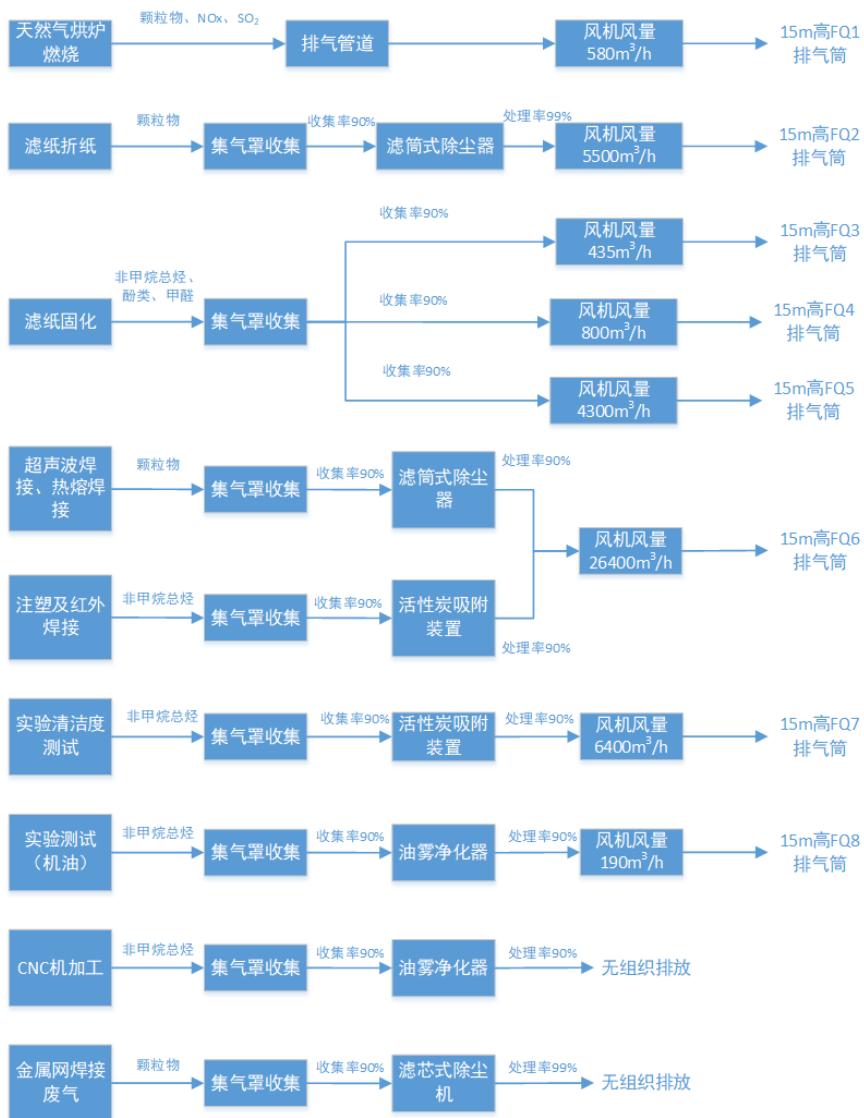 天然气烘炉
燃烧
颗粒物、NOx、SO₂
排气管道
风机风量
580m³/h
15m高FQ1
排气筒
滤纸折纸
颗粒物
集气罩收集
收集率90%
滤筒式除尘器
处理率99%
风机风量
5500m³/h
15m高FQ2
排气筒
滤纸固化
非甲烷总烃、
酚类、甲醛
集气罩收集
收集率90%
风机风量
435m³/h
15m高FQ3
排气筒
收集率90%
风机风量
800m³/h
15m高FQ4
排气筒
收集率90%
风机风量
4300m³/h
15m高FQ5
排气筒
超声波焊
接、热熔焊
接
颗粒物
集气罩收集
收集率90%
滤筒式除尘
器
处理率90%
注塑及红外
焊接
非甲烷总烃
集气罩收集
收集率90%
活性炭吸附
装置
处理率90%
风机风量
26400m³/h
15m高FQ6
排气筒
实验清洁度
测试
非甲烷总烃
集气罩收集
收集率90%
活性炭吸附
装置
处理率90%
风机风量
6400m³/h
15m高FQ7
排气筒
实验测试
（机油）
非甲烷总烃
集气罩收集
收集率90%
油雾净化器
处理率90%
风机风量
190m³/h
15m高FQ8
排气筒
CNC机加工
非甲烷总烃
集气罩收集
收集率90%
油雾净化器
处理率90%
无组织排放
金属网焊接
废气
颗粒物
集气罩收集
收集率90%
滤芯式除尘
机
处理率99%
无组织排放